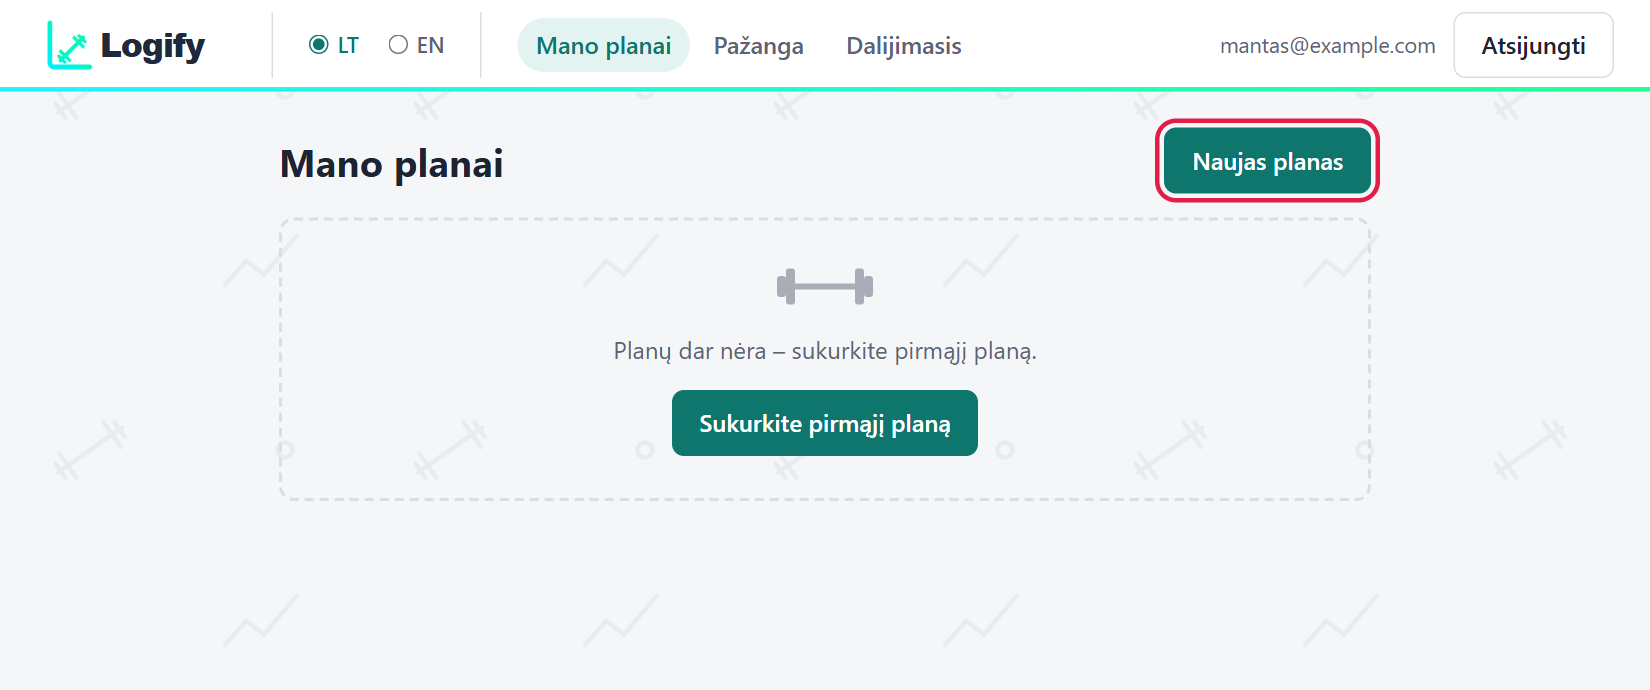 Logify
LT
EN
Mano planai
Pažanga
Dalijimasis
mantas@example.com
Atsijungti
Mano planai
Naujas planas
Planų dar nėra – sukurkite pirmąjį planą.
Sukurkite pirmąjį planą